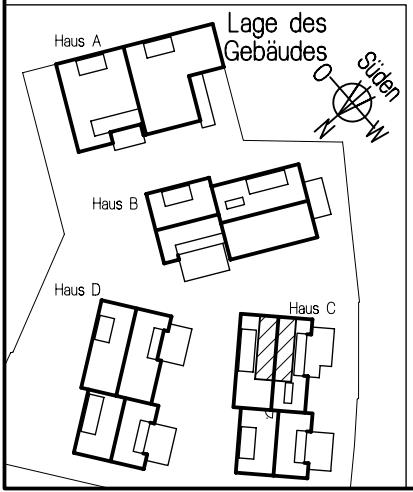 Lage des
Gebäudes
Haus A
Süden
O
N
W
Haus B
Haus D
Haus C